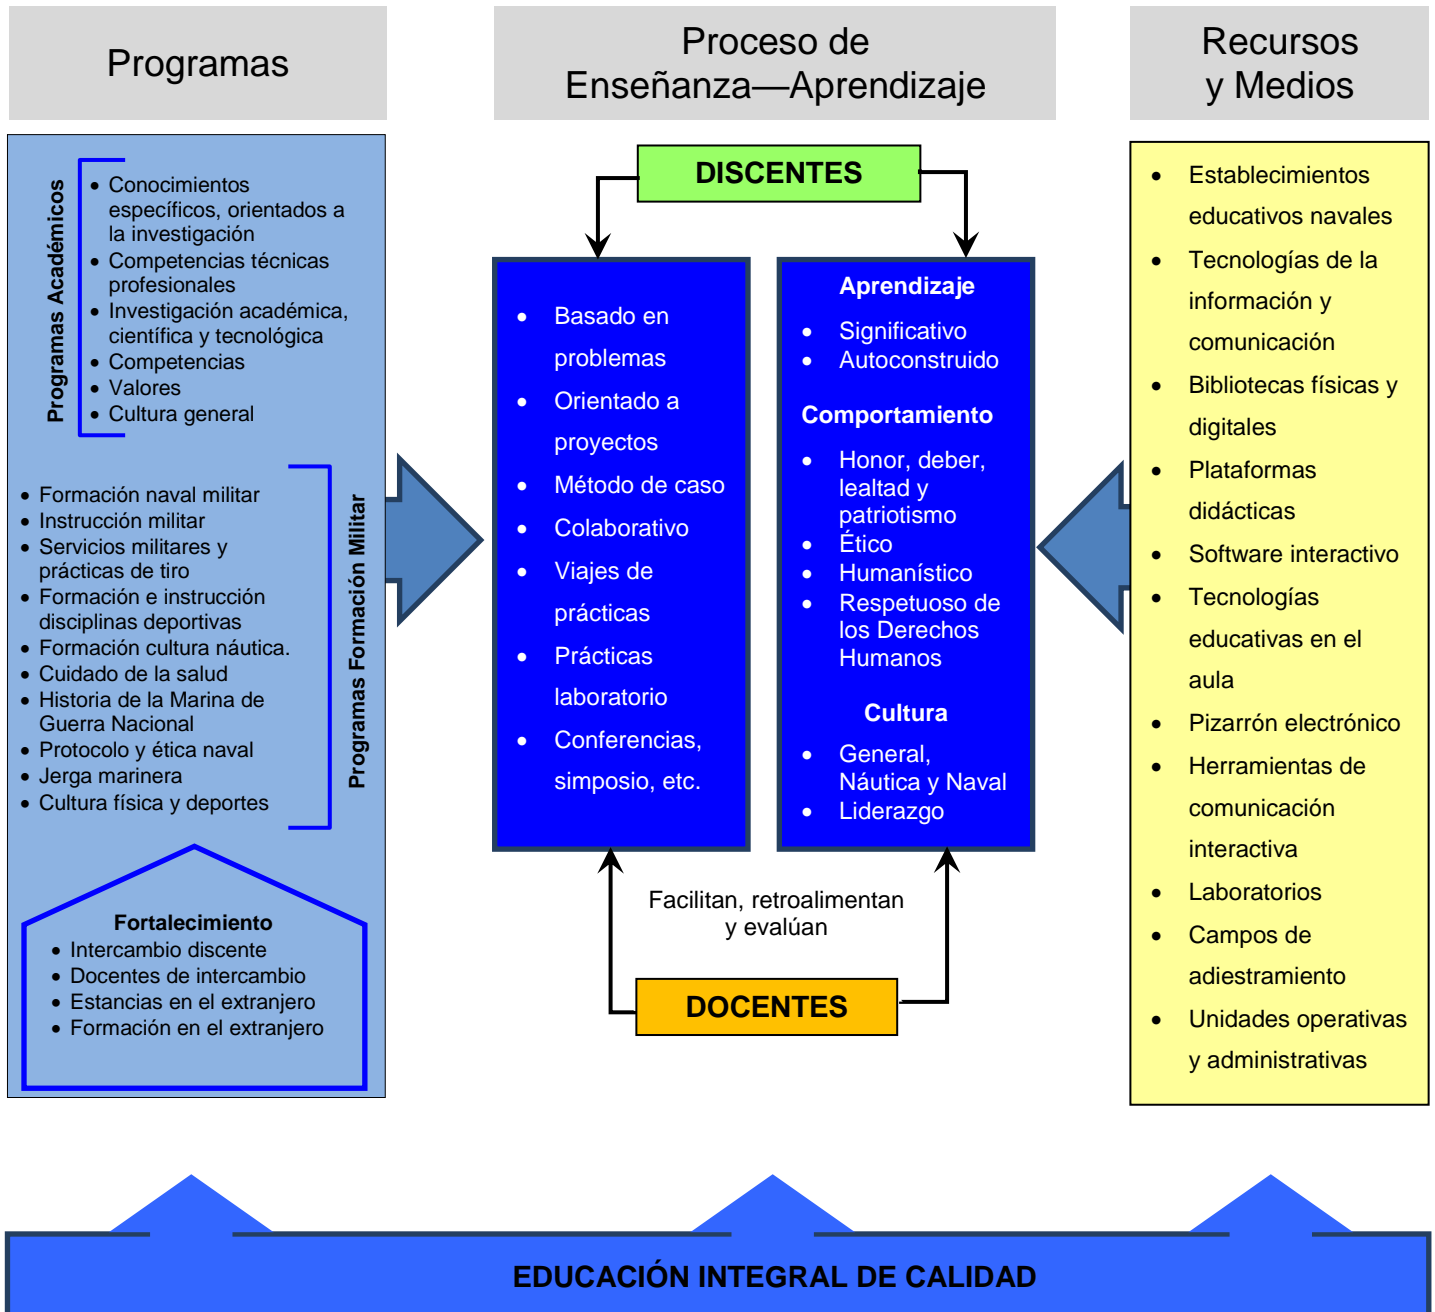 Programas
Programas Académicos
• Conocimientos
específicos, orientados a
la investigación
• Competencias técnicas
profesionales
• Investigación académica,
científica y tecnológica
• Competencias
• Valores
• Cultura general
• Formación naval militar
• Instrucción militar
• Servicios militares y
prácticas de tiro
• Formación e instrucción
disciplinas deportivas
• Formación cultura náutica.
• Cuidado de la salud
• Historia de la Marina de
Guerra Nacional
• Protocolo y ética naval
• Jerga marinera
• Cultura física y deportes
Programas Formación Militar
Fortalecimiento
• Intercambio discente
• Docentes de intercambio
• Estancias en el extranjero
• Formación en el extranjero
Proceso de
Enseñanza—Aprendizaje
DISCENTES
• Basado en
problemas
• Orientado a
proyectos
• Método de caso
• Colaborativo
• Viajes de
prácticas
• Prácticas
laboratorio
• Conferencias,
simposio, etc.
Aprendizaje
• Significativo
• Autoconstruido
Comportamiento
• Honor, deber,
lealtad y
patriotismo
• Ético
• Humanístico
• Respetuoso de
los Derechos
Humanos
Cultura
• General,
Náutica y Naval
• Liderazgo
Facilitan, retroalimentan
y evalúan
DOCENTES
Recursos
y Medios
• Establecimientos
educativos navales
• Tecnologías de la
información y
comunicación
• Bibliotecas físicas y
digitales
• Plataformas
didácticas
• Software interactivo
• Tecnologías
educativas en el
aula
• Pizarrón electrónico
• Herramientas de
comunicación
interactiva
• Laboratorios
• Campos de
adiestramiento
• Unidades operativas
y administrativas
EDUCACIÓN INTEGRAL DE CALIDAD